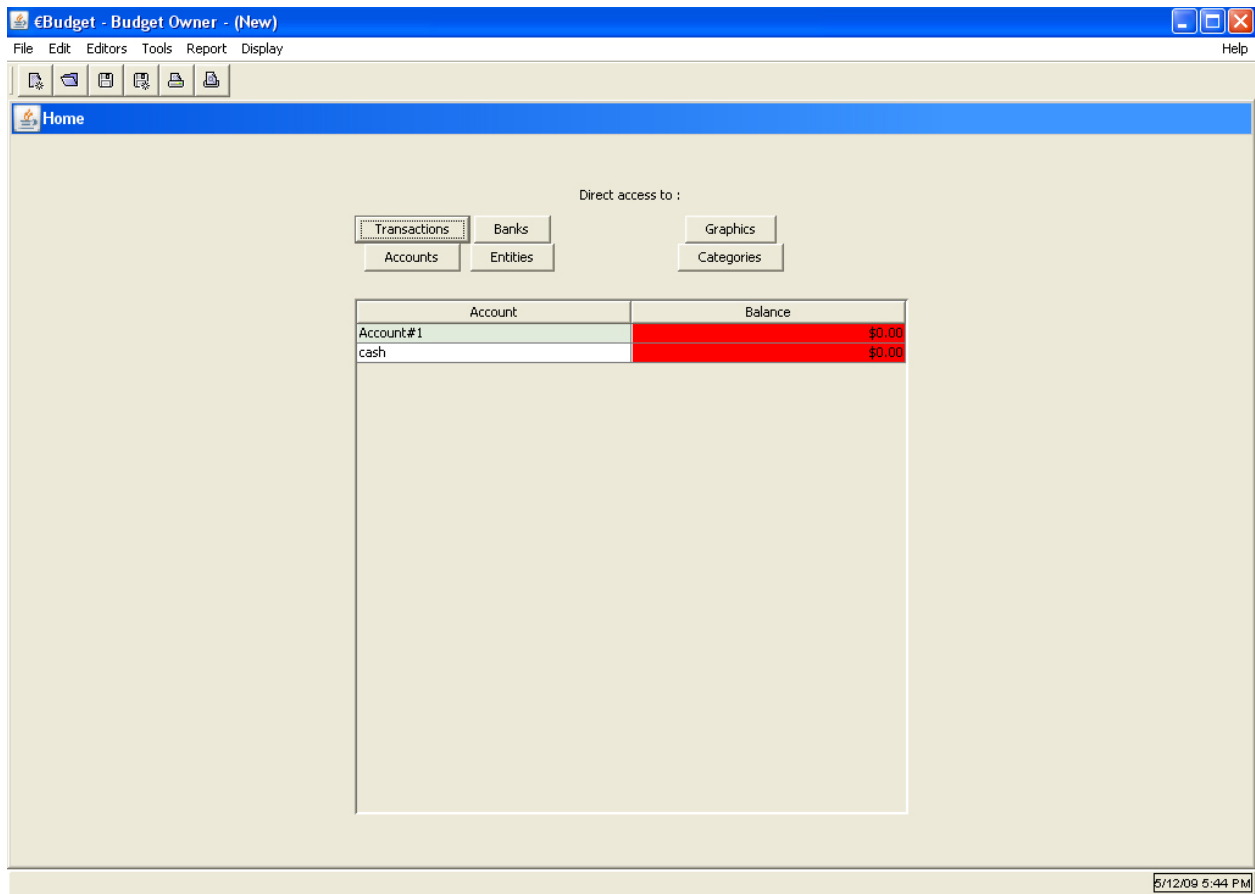 €Budget - Budget Owner - (New)
File Edit Editors Tools Report Display Help
Home
Direct access to :
Transactions Banks Graphics
Accounts Entities Categories
Account Balance
Account#1 $0.00
cash $0.00
5/12/09 5:44 PM